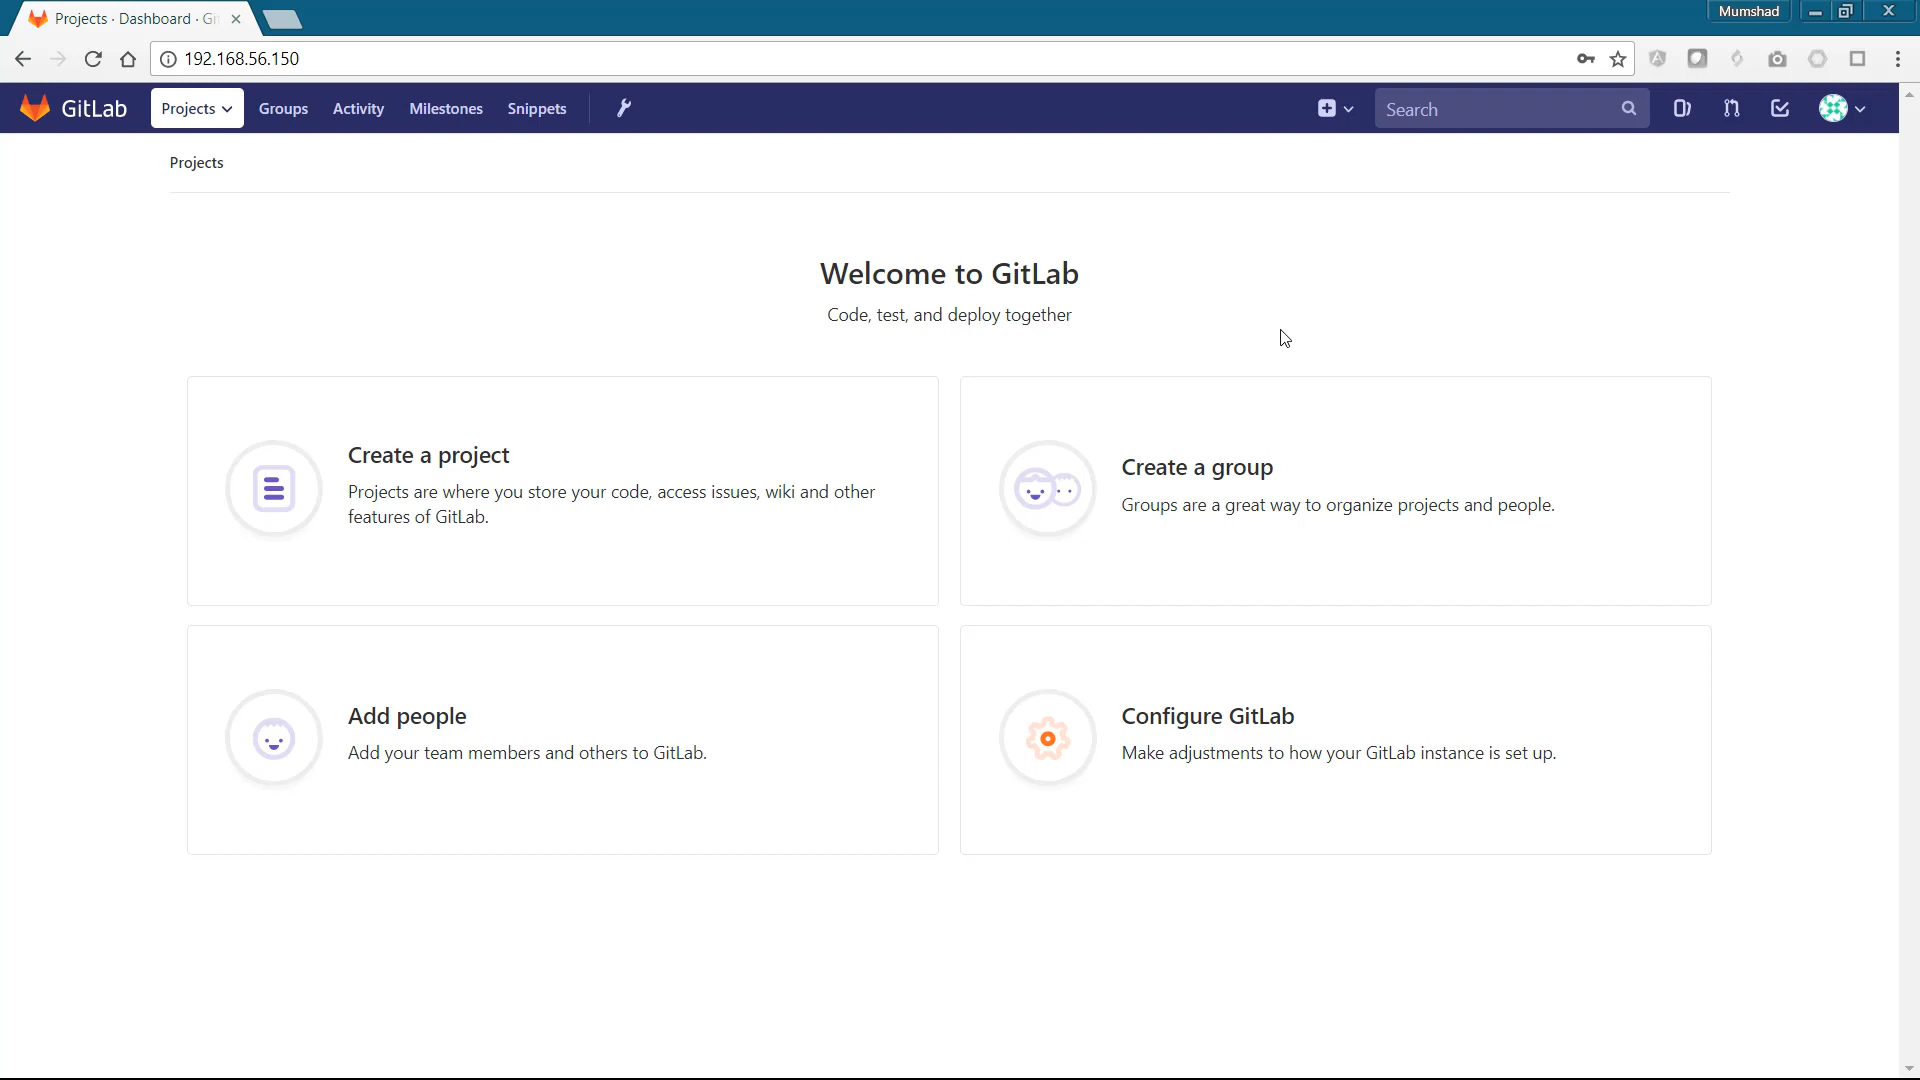 Projects · Dashboard · Git
Mumshad
192.168.56.150
GitLab
Projects
Groups
Activity
Milestones
Snippets
Search
Projects
Welcome to GitLab
Code, test, and deploy together
Create a project
Projects are where you store your code, access issues, wiki and other
features of GitLab.
Create a group
Groups are a great way to organize projects and people.
Add people
Add your team members and others to GitLab.
Configure GitLab
Make adjustments to how your GitLab instance is set up.